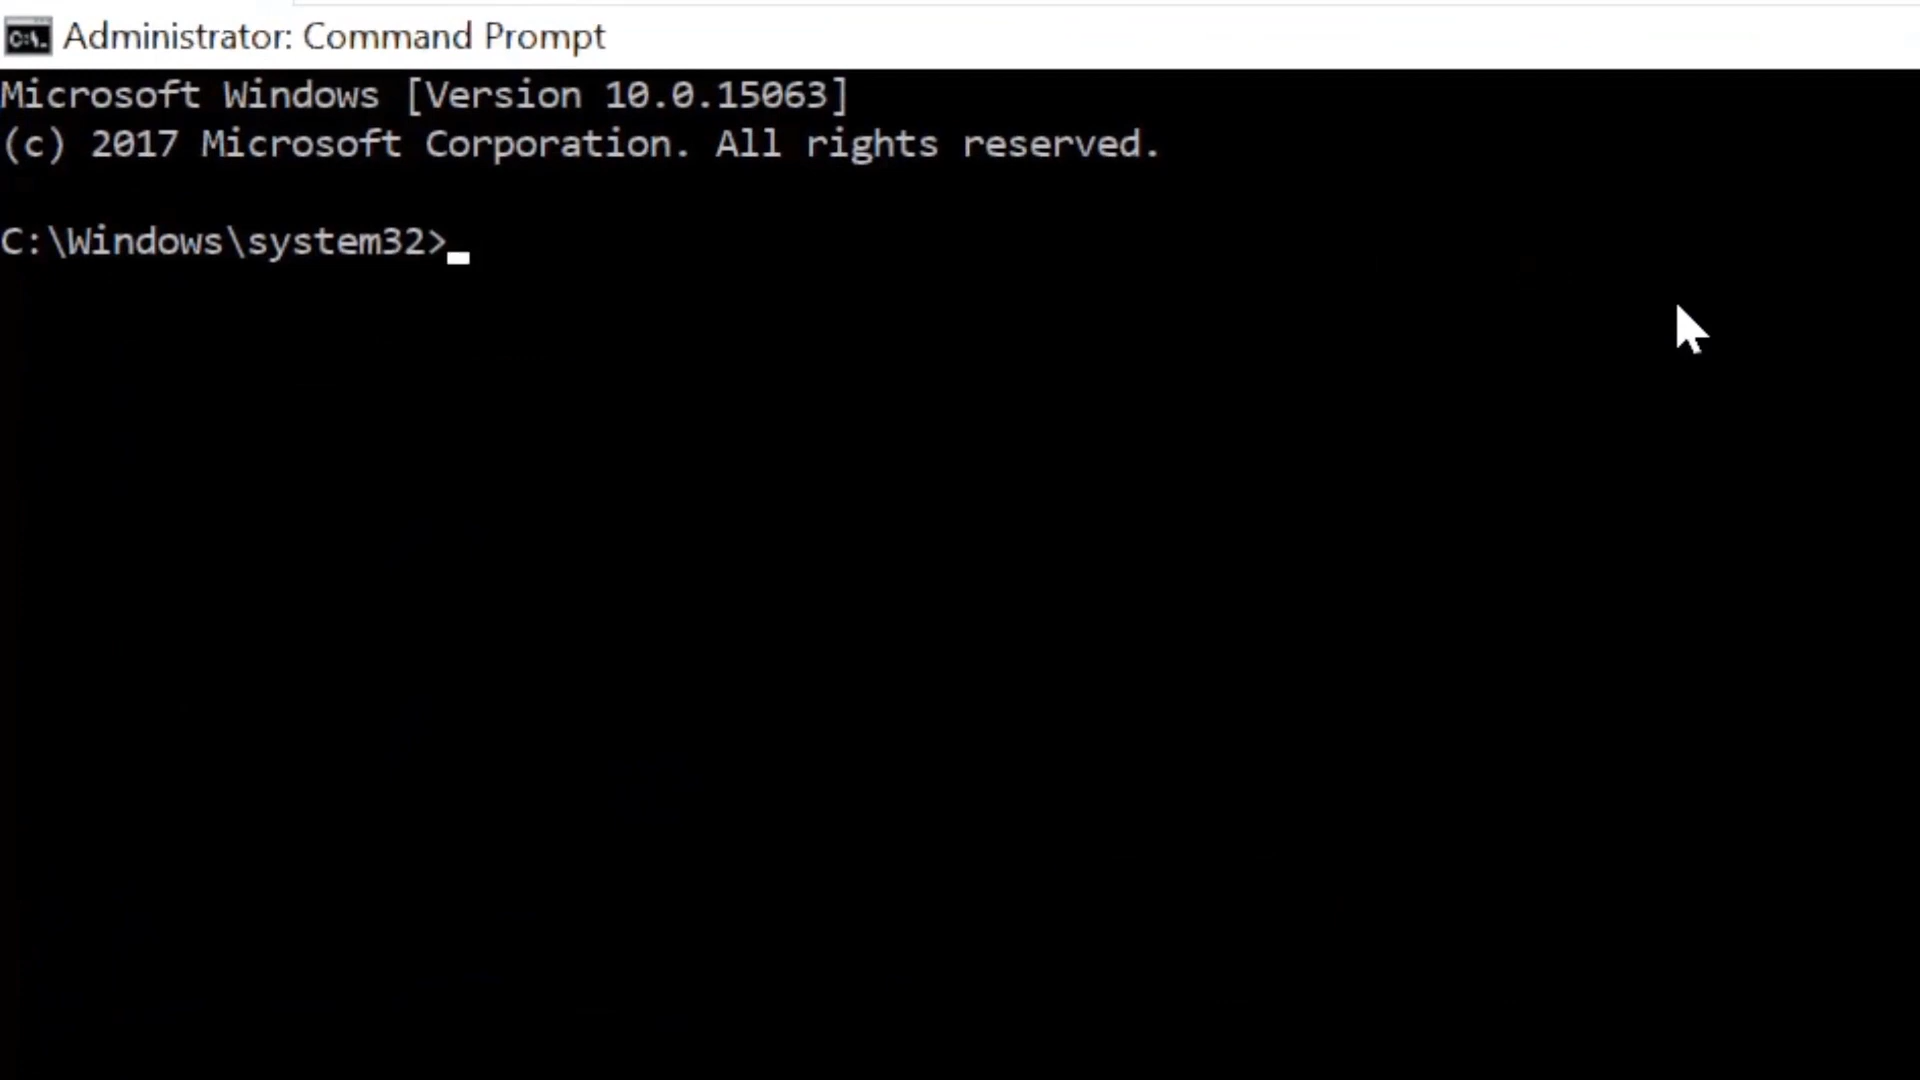 C:\.
Administrator: Command Prompt
Microsoft Windows [Version 10.0.15063]
(c) 2017 Microsoft Corporation. All rights reserved.
C:\Windows\system32>